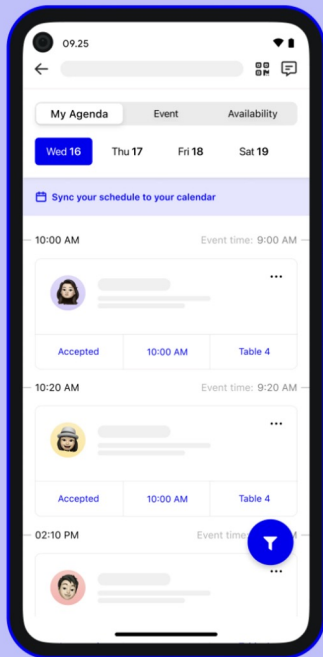 09.25
My Agenda Event Availability
Wed 16 Thu 17 Fri 18 Sat 19
Sync your schedule to your calendar
10:00 AM Event time: 9:00 AM
Accepted 10:00 AM Table 4
10:20 AM Event time: 9:20 AM
Accepted 10:00 AM Table 4
02:10 PM Event time: